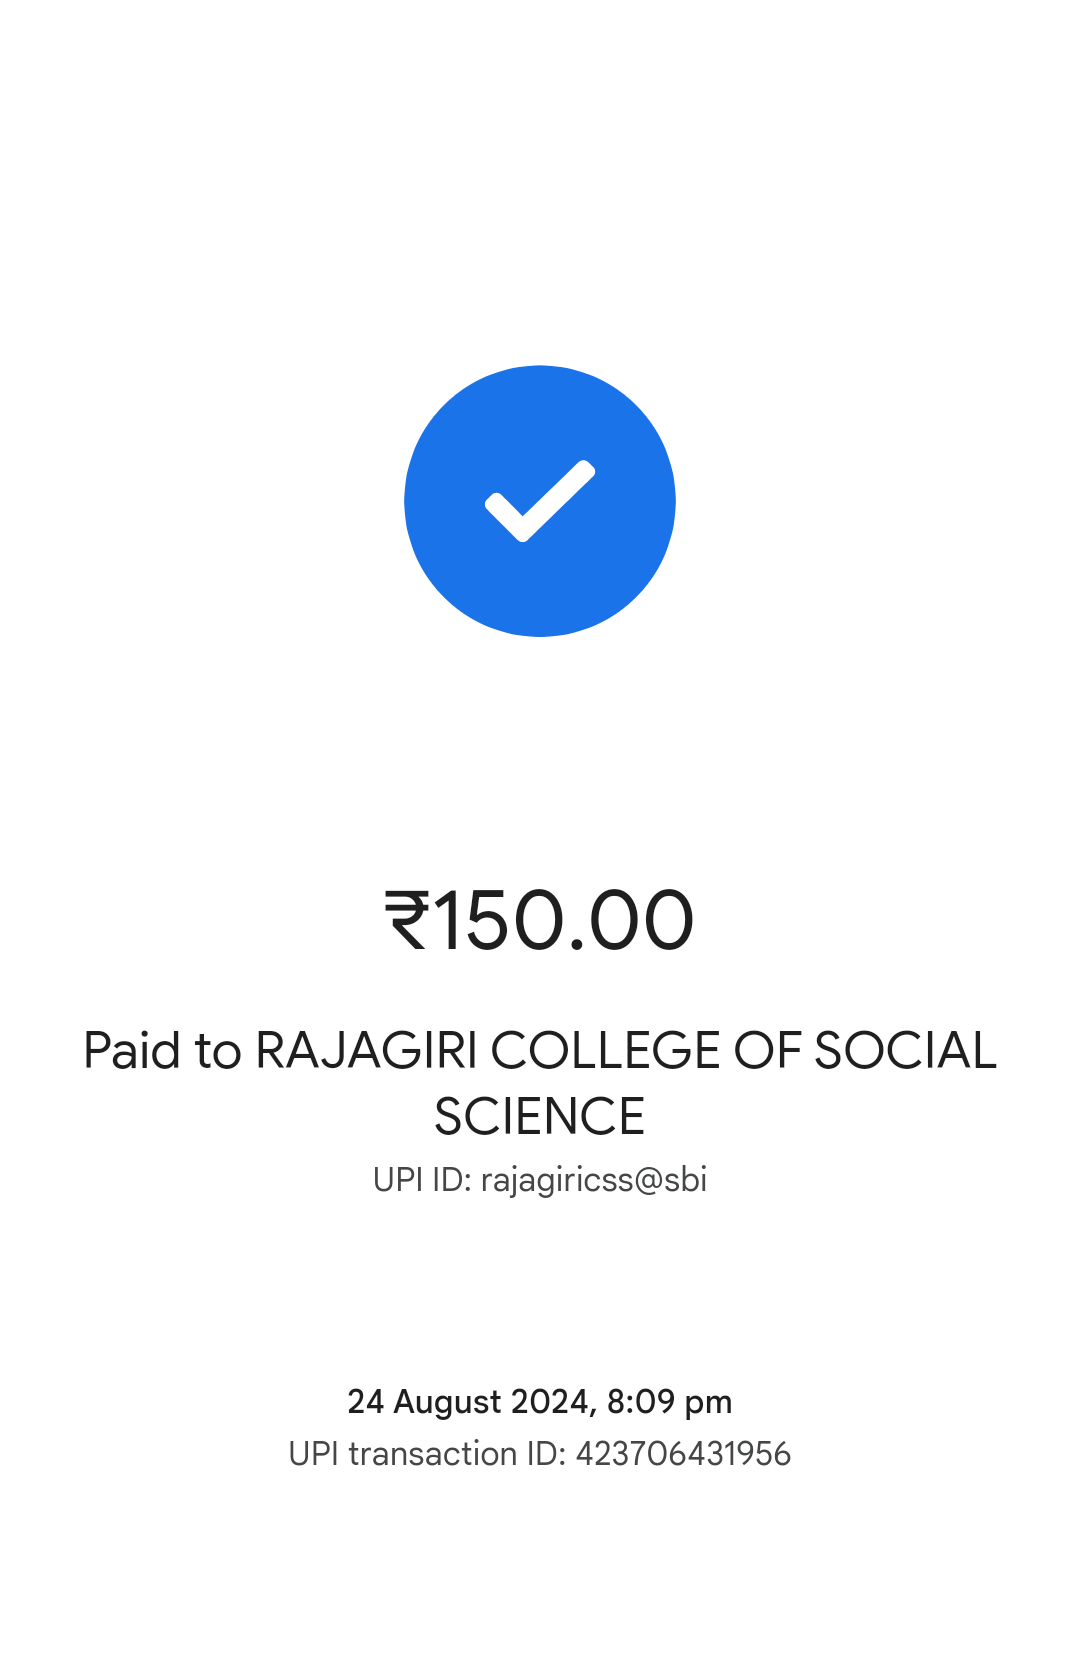 ₹150.00
Paid to RAJAGIRI COLLEGE OF SOCIAL
SCIENCE
UPI ID: rajagiricss@sbi
24 August 2024, 8:09 pm
UPI transaction ID: 423706431956